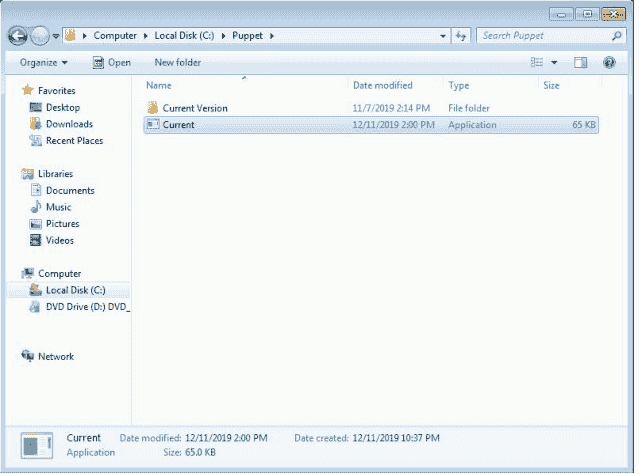 Computer Local Disk (C:) Puppet Search Puppet
Organize Open New folder
Name Date modified Type Size
Favorites
Desktop
Downloads
Recent Places
Current Version 11/7/2019 2:14 PM File folder
Current 12/11/2019 2:00 PM Application 65 KB
Libraries
Documents
Music
Pictures
Videos
Computer
Local Disk (C:)
DVD Drive (D:) DVD_
Network
Current Date modified: 12/11/2019 2:00 PM Date created: 12/11/2019 10:37 PM
Application Size: 65.0 KB